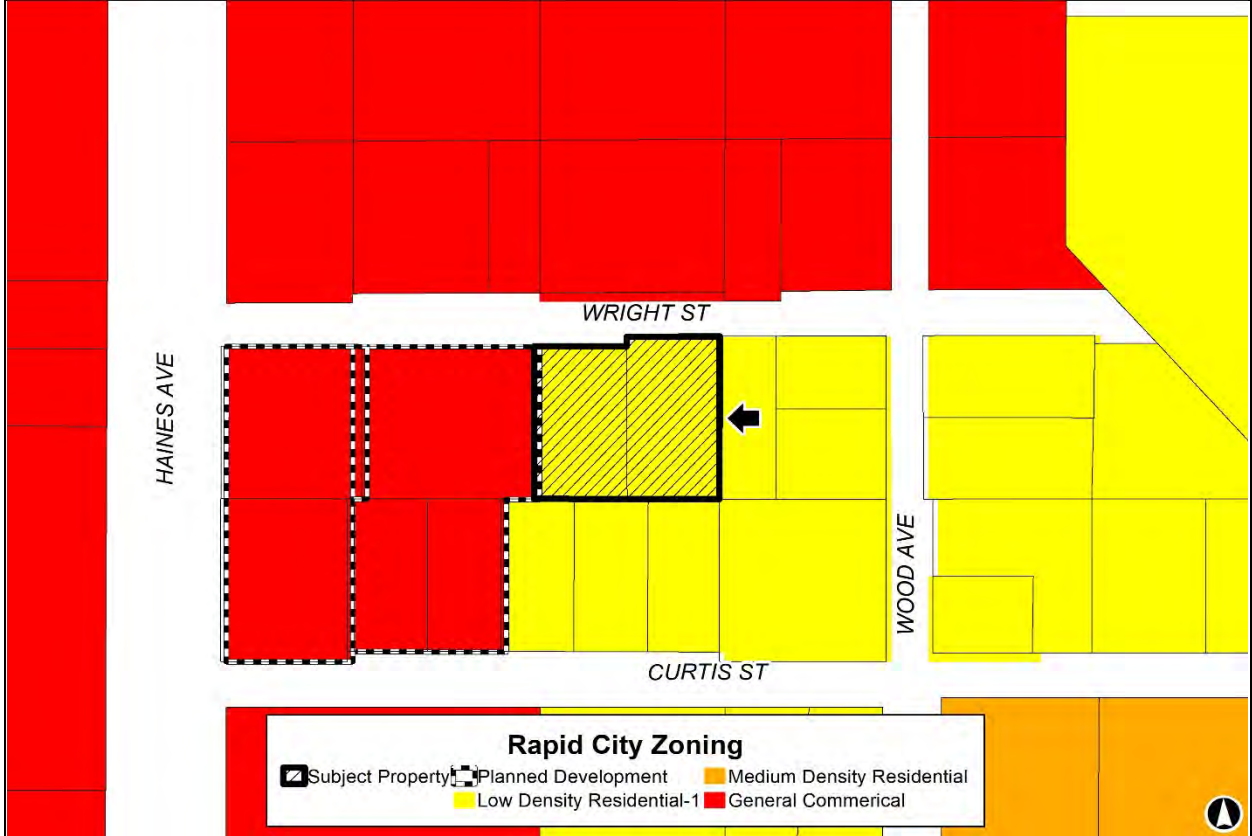 WRIGHT ST
HAINES AVE
WOOD AVE
CURTIS ST
Rapid City Zoning
Subject Property Planned Development Medium Density Residential
Low Density Residential-1 General Commerical